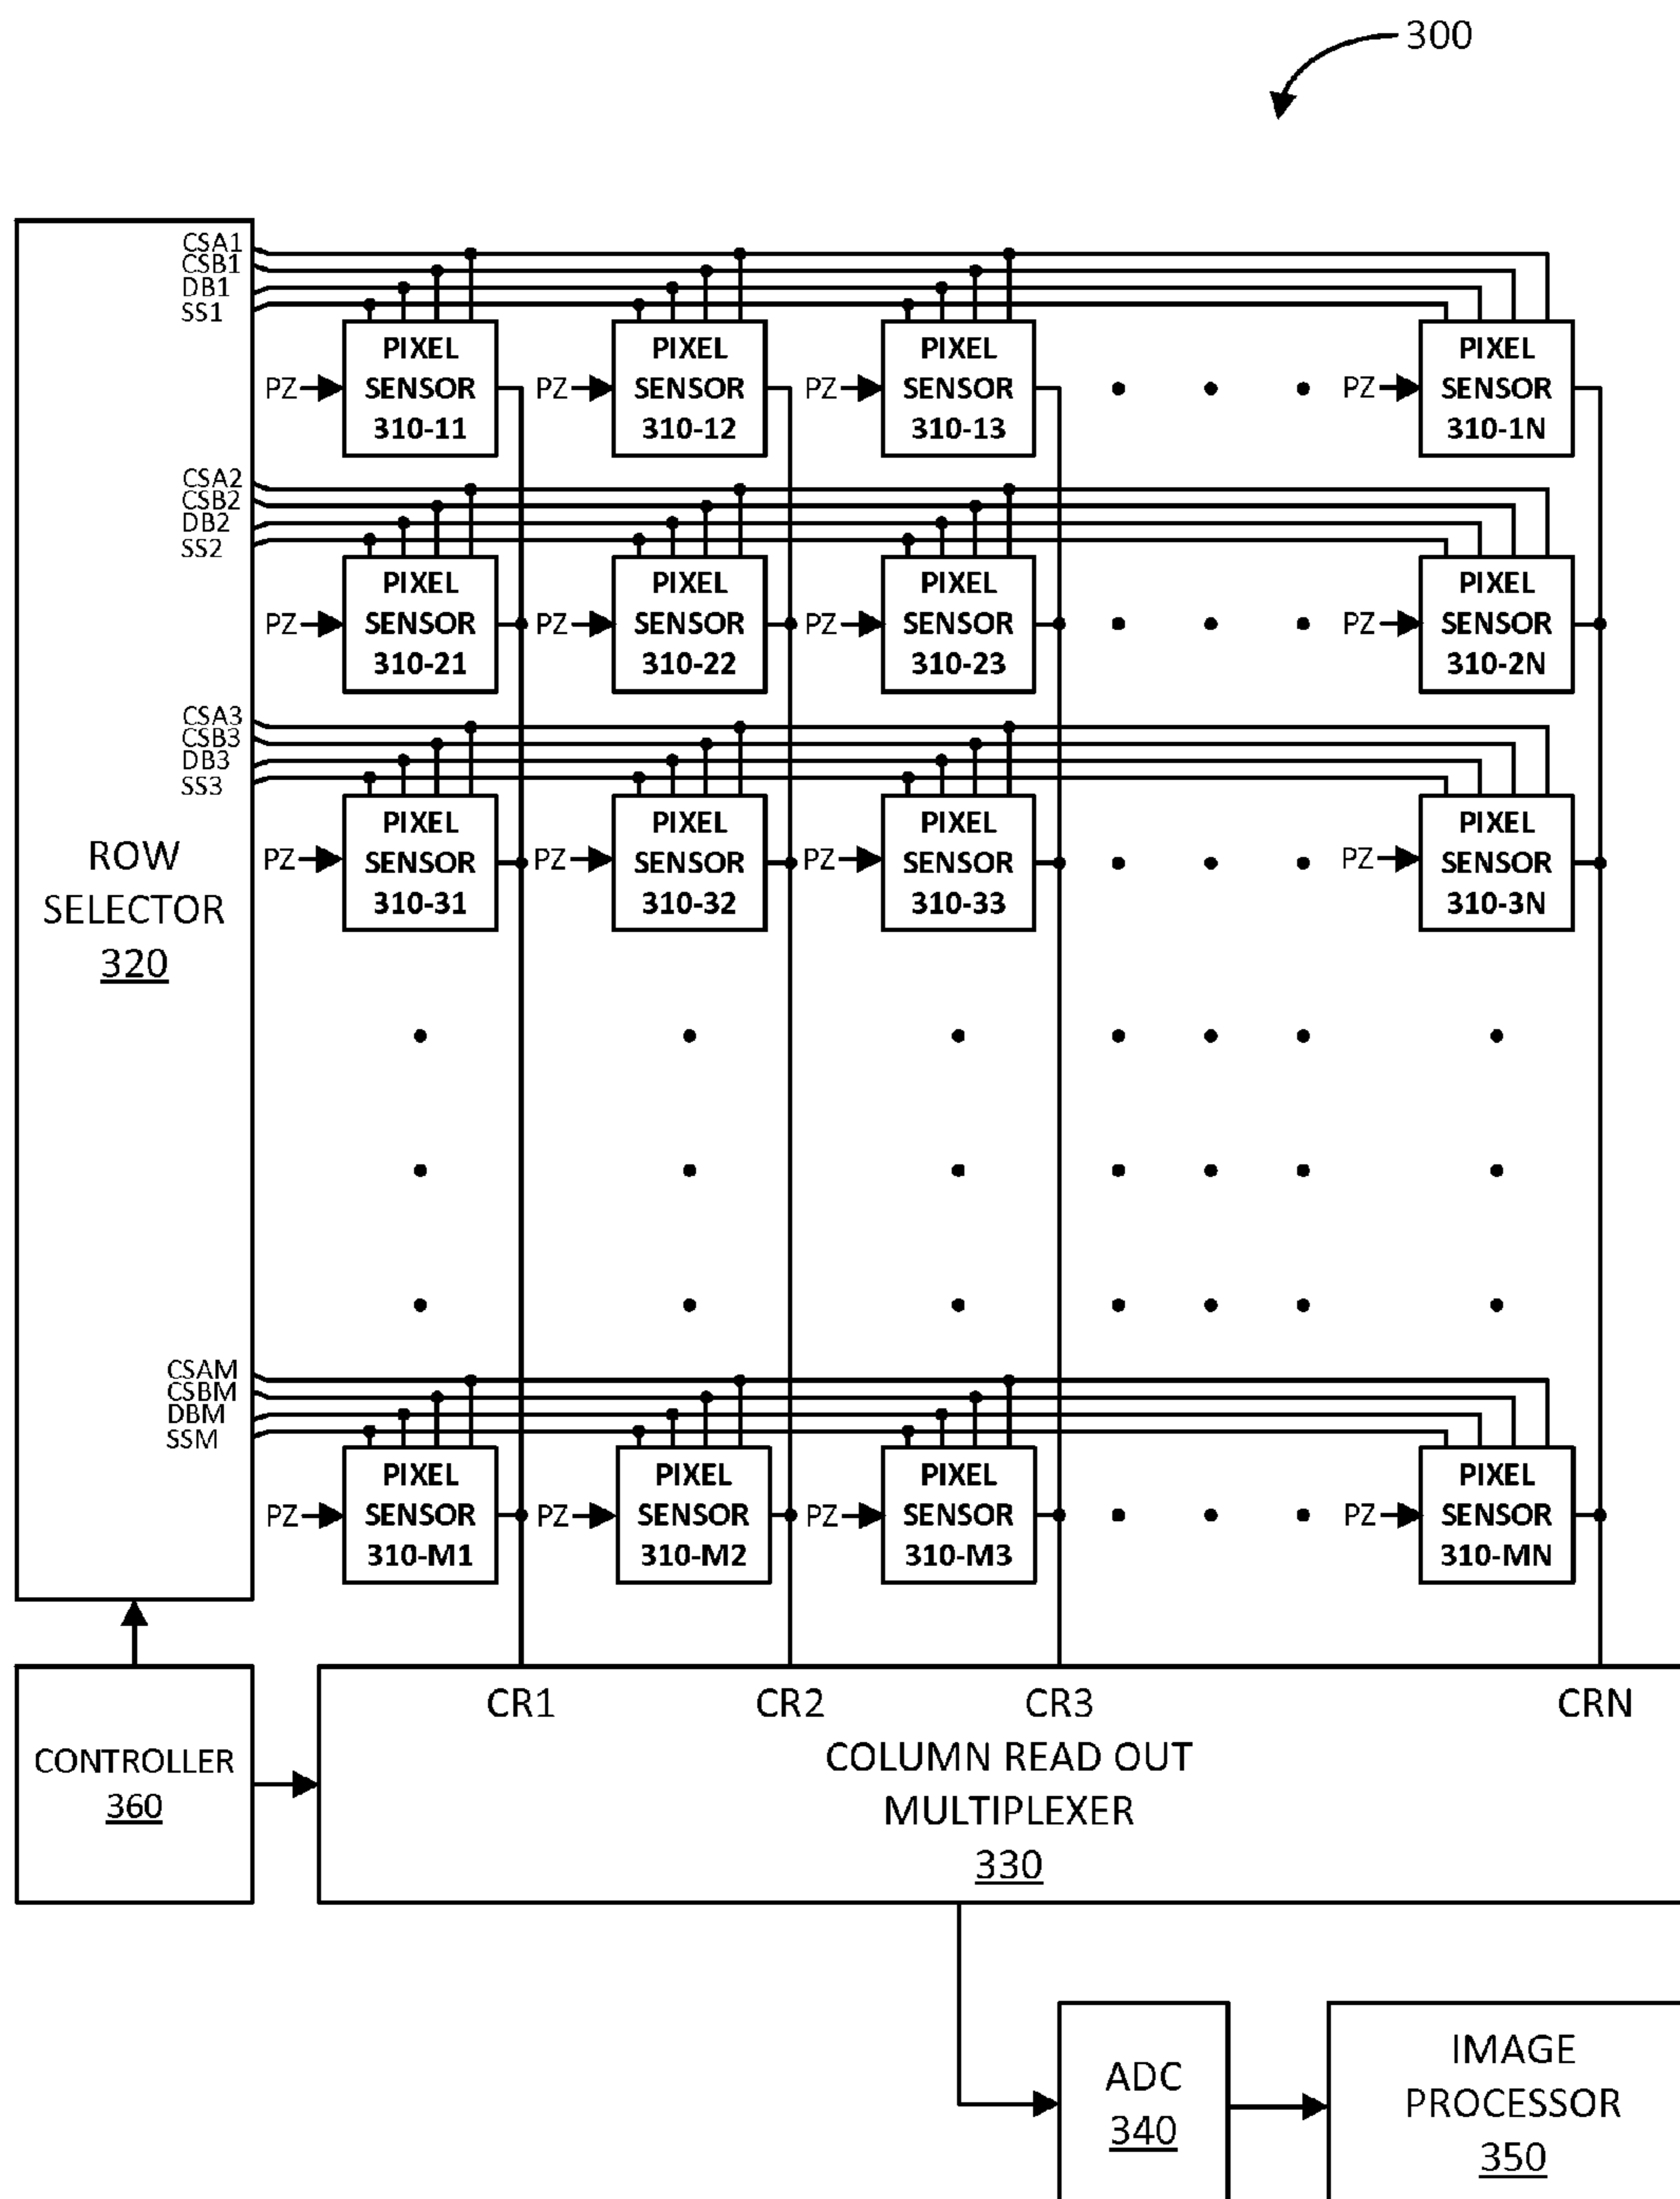 300
CSA1
CSB1
DB1
SS1
PIXEL SENSOR 310-11
PIXEL SENSOR 310-12
PIXEL SENSOR 310-13
PIXEL SENSOR 310-1N
PZ PZ PZ PZ
CSA2
CSB2
DB2
SS2
PIXEL SENSOR 310-21
PIXEL SENSOR 310-22
PIXEL SENSOR 310-23
PIXEL SENSOR 310-2N
PZ PZ PZ PZ
CSA3
CSB3
DB3
SS3
PIXEL SENSOR 310-31
PIXEL SENSOR 310-32
PIXEL SENSOR 310-33
PIXEL SENSOR 310-3N
PZ PZ PZ PZ
ROW
SELECTOR
320
CSAM
CSBM
DBM
SSM
PIXEL SENSOR 310-M1
PIXEL SENSOR 310-M2
PIXEL SENSOR 310-M3
PIXEL SENSOR 310-MN
PZ PZ PZ PZ
CONTROLLER
360
CR1 CR2 CR3 CRN
COLUMN READ OUT
MULTIPLEXER
330
ADC
340
IMAGE
PROCESSOR
350